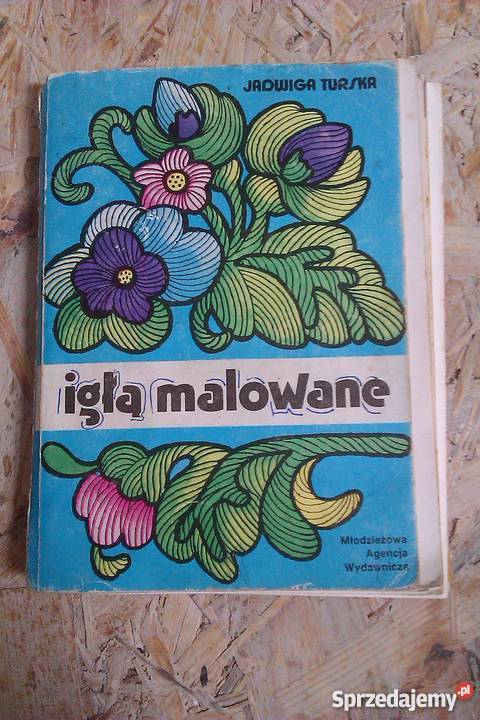 JADWIGA TURSKA
igłą malowane
Młodzieżowa
Agencja
Wydawnicza
Sprzedajemy.pl